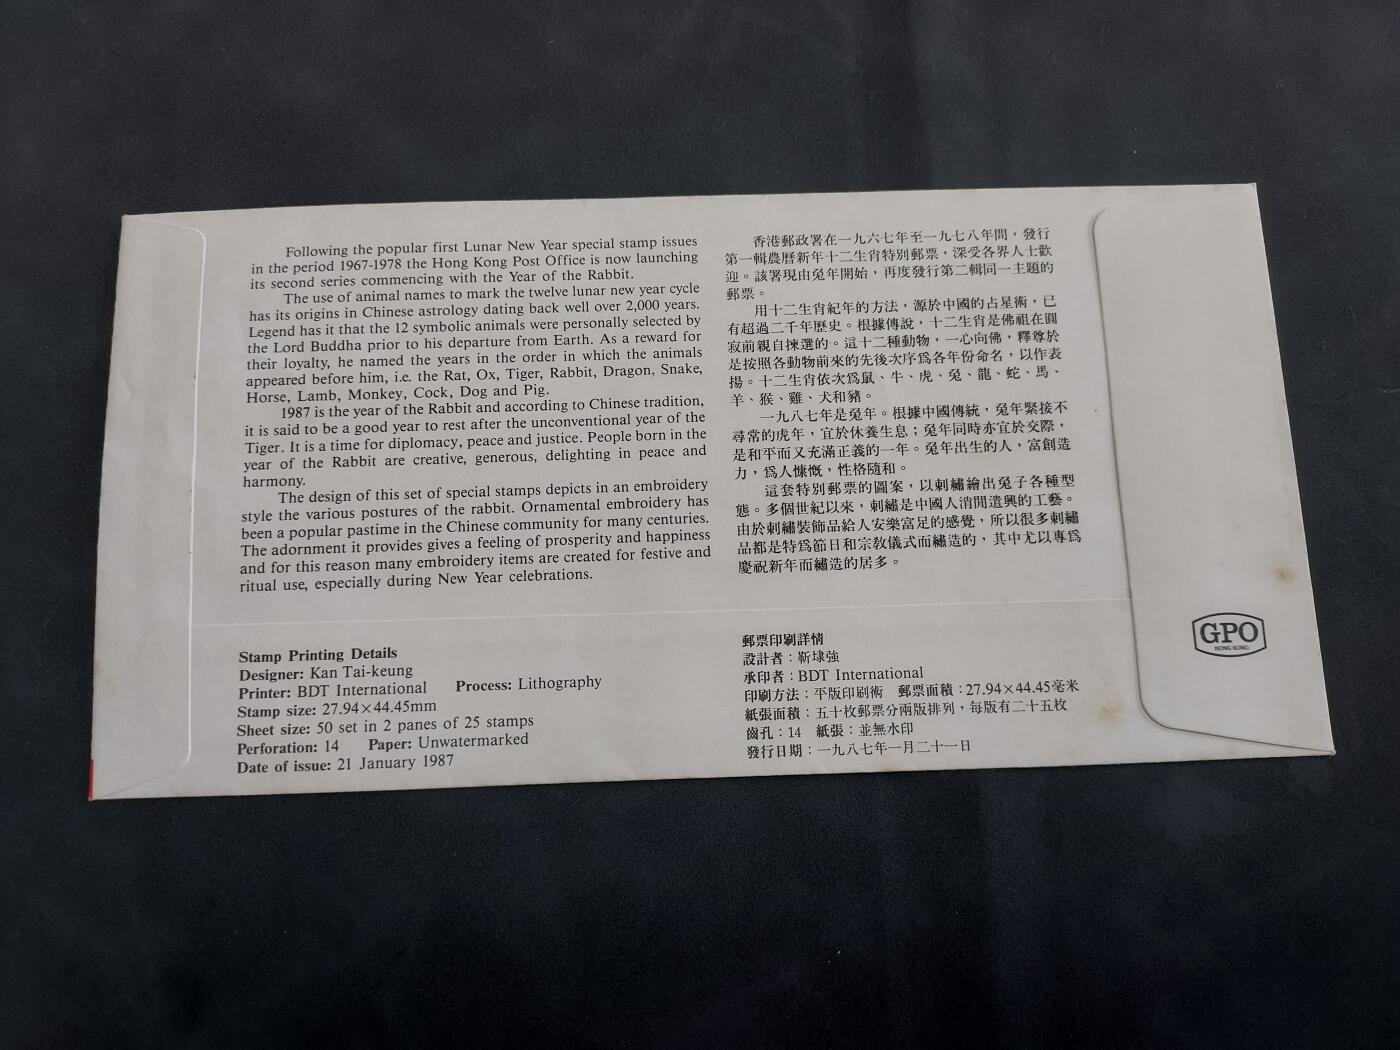 Following the popular first Lunar New Year special stamp issues
in the period 1967-1978 the Hong Kong Post Office is now launching
its second series commencing with the Year of the Rabbit.
The use of animal names to mark the twelve lunar new year cycle
has its origins in Chinese astrology dating back well over 2,000 years.
Legend has it that the 12 symbolic animals were personally selected by
the Lord Buddha prior to his departure from Earth. As a reward for
their loyalty, he named the years in the order in which the animals
appeared before him, i.e. the Rat, Ox, Tiger, Rabbit, Dragon, Snake,
Horse, Lamb, Monkey, Cock, Dog and Pig.
1987 is the year of the Rabbit and according to Chinese tradition,
it is said to be a good year to rest after the unconventional year of the
Tiger. It is a time for diplomacy, peace and justice. People born in the
year of the Rabbit are creative, generous, delighting in peace and
harmony.
The design of this set of special stamps depicts in an embroidery
style the various postures of the rabbit. Ornamental embroidery has
been a popular pastime in the Chinese community for many centuries.
The adornment it provides gives a feeling of prosperity and happiness
and for this reason many embroidery items are created for festive and
ritual use, especially during New Year celebrations.
香港郵政署在一九六七年至一九七八年間，發行
第一輯農曆新年十二生肖特別郵票，深受各界人士歡
迎。該署現由兔年開始，再度發行第二輯同一主題的
郵票。
用十二生肖紀年的方法，源於中國的占星術，已
有超過二千年歷史。根據傳說，十二生肖是佛祖在圓
寂前親自揀選的。這十二種動物，一心向佛，釋尊於
是按照各動物前來的先後次序爲各年份命名，以作表
揚。十二生肖依次爲鼠、牛、虎、兔、龍、蛇、馬、
羊、猴、雞、犬和豬。
一九八七年是兔年。根據中國傳統，兔年緊接不
尋常的虎年，宜於休養生息；兔年同時亦宜於交際，
是和平而又充滿正義的一年。兔年出生的人，富創造
力，爲人慷慨，性格隨和。
這套特別郵票的圖案，以刺繡繪出兔子各種型
態。多個世紀以來，刺繡是中國人消閒遣興的工藝。
由於刺繡裝飾品給人安樂富足的感覺，所以很多刺繡
品都是特爲節日和宗敎儀式而繡造的，其中尤以專爲
慶祝新年而繡造的居多。
Stamp Printing Details
Designer: Kan Tai-keung
Printer: BDT International Process: Lithography
Stamp size: 27.94×44.45mm
Sheet size: 50 set in 2 panes of 25 stamps
Perforation: 14 Paper: Unwatermarked
Date of issue: 21 January 1987
郵票印刷詳情
設計者：靳埭強
承印者：BDT International
印刷方法：平版印刷術 郵票面積：27.94×44.45毫米
紙張面積：五十枚郵票分兩版排列，每版有二十五枚
齒孔：14 紙張：並無水印
發行日期：一九八七年一月二十一日
GPO
HONG KONG